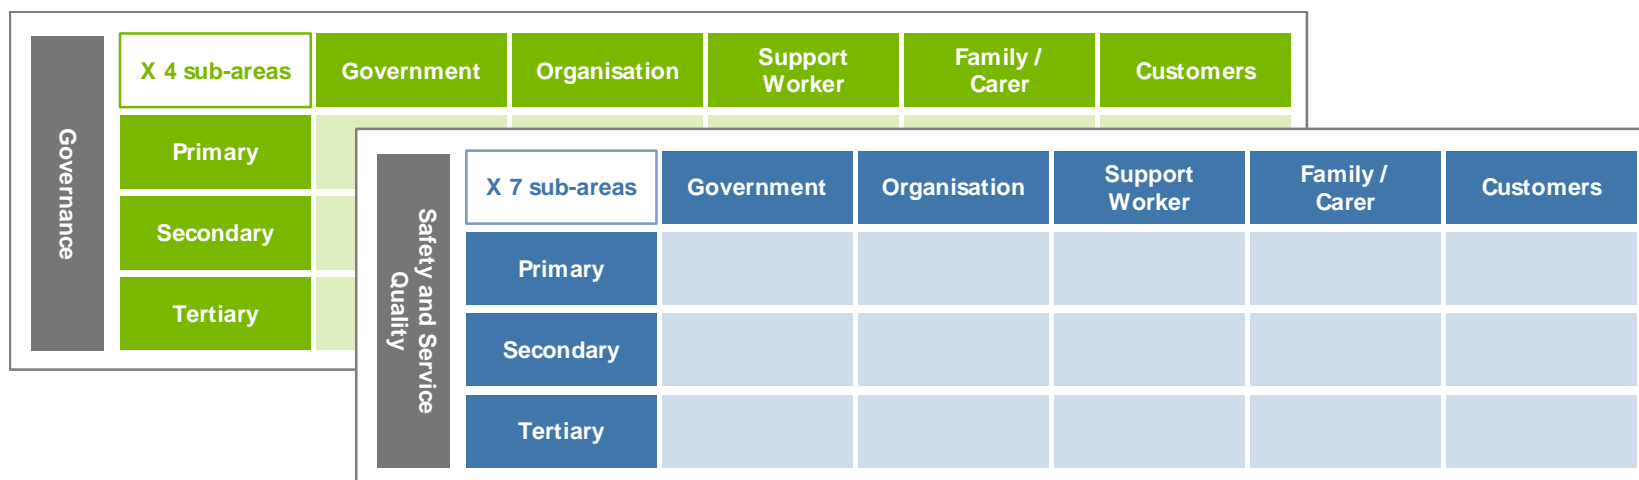 Governance
X 4 sub-areas
Government
Organisation
Support
Worker
Family /
Carer
Customers
Primary
Secondary
Tertiary
Safety and Service
Quality
X 7 sub-areas
Government
Organisation
Support
Worker
Family /
Carer
Customers
Primary
Secondary
Tertiary